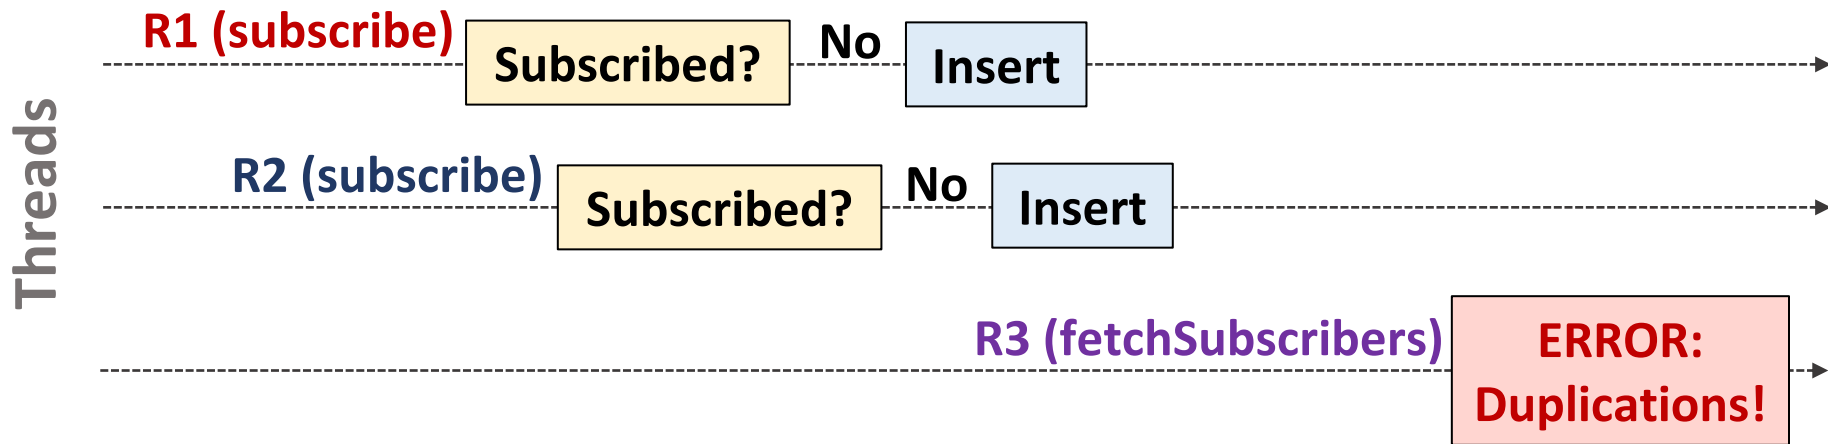 Threads
R1 (subscribe)
Subscribed?
No
Insert
R2 (subscribe)
Subscribed?
No
Insert
R3 (fetchSubscribers)
ERROR:
Duplications!